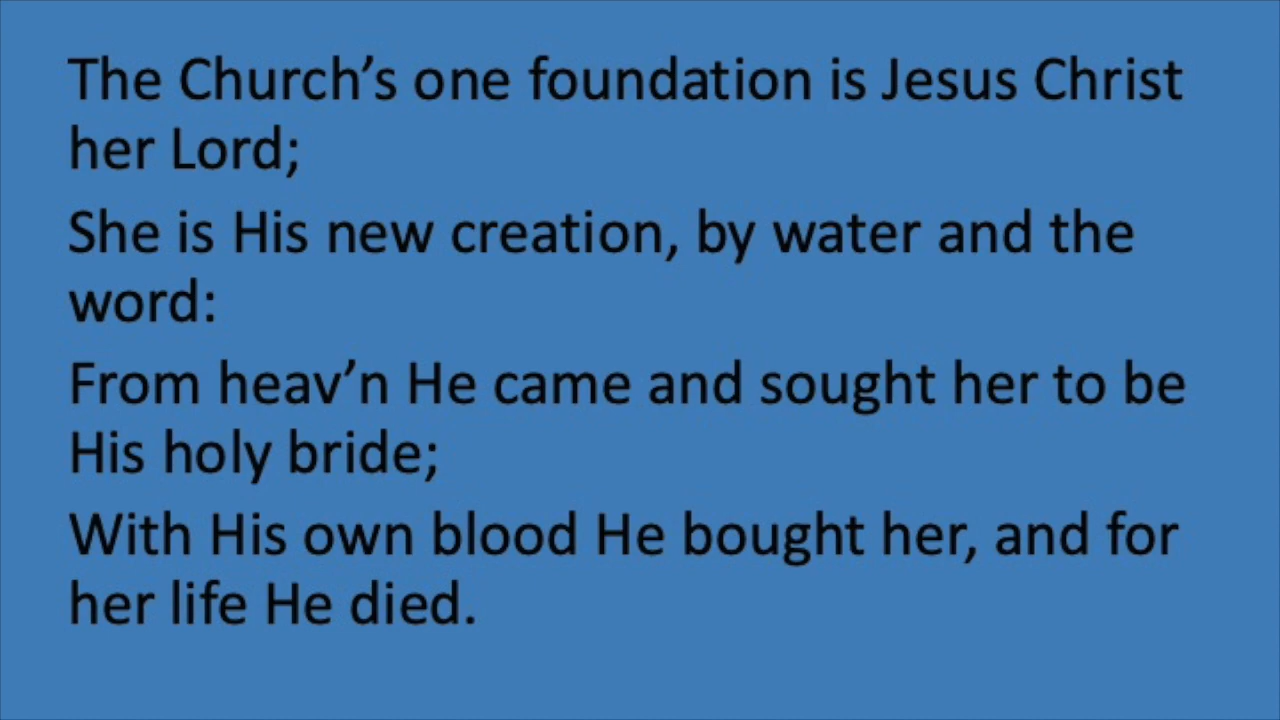 The Church’s one foundation is Jesus Christ
her Lord;
She is His new creation, by water and the
word:
From heav’n He came and sought her to be
His holy bride;
With His own blood He bought her, and for
her life He died.